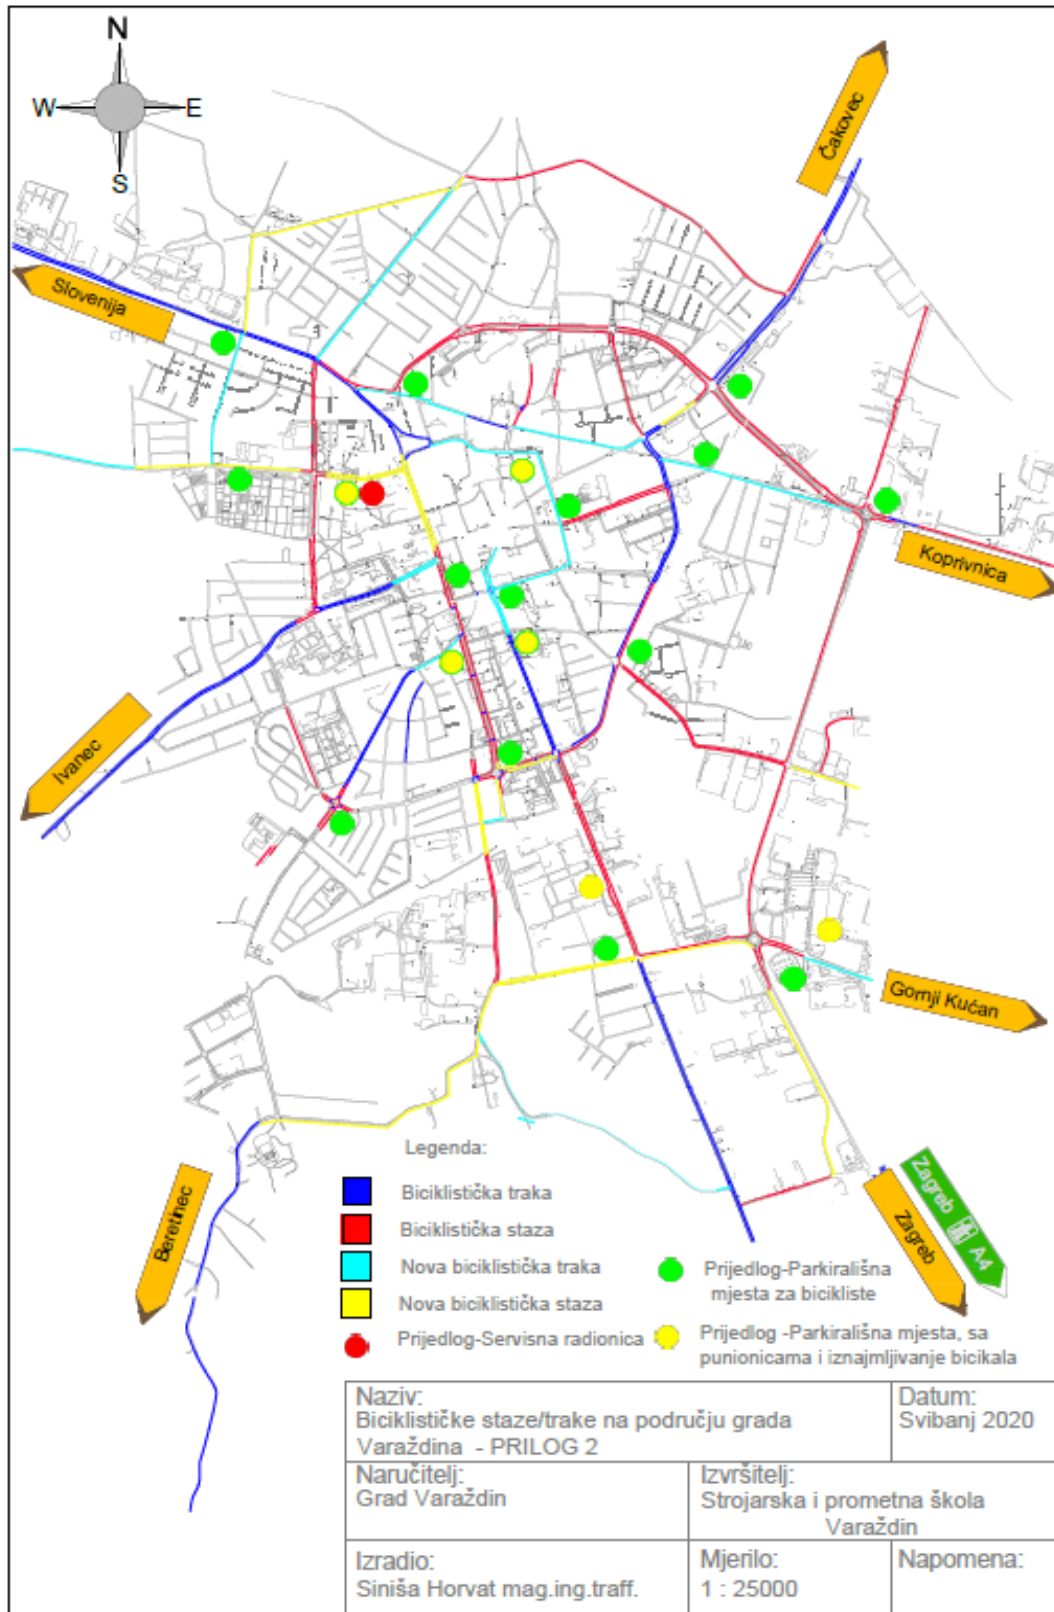 N
W
E
S
Čakovec
Slovenija
Koprivnica
Ivanec
Gornji Kućan
Beretinec
Zagreb
Zagreb A4
Legenda:
Biciklistička traka
Biciklistička staza
Nova biciklistička traka
Nova biciklistička staza
Prijedlog-Servisna radionica
Prijedlog-Parkirališna
mjesta za bicikliste
Prijedlog -Parkirališna mjesta, sa
punionicama i iznajmljivanje bicikala
Naziv:
Biciklističke staze/trake na području grada
Varaždina - PRILOG 2
Datum:
Svibanj 2020
Naručitelj:
Grad Varaždin
Izvršitelj:
Strojarska i prometna škola
Varaždin
Izradio:
Siniša Horvat mag.ing.traff.
Mjerilo:
1 : 25000
Napomena: